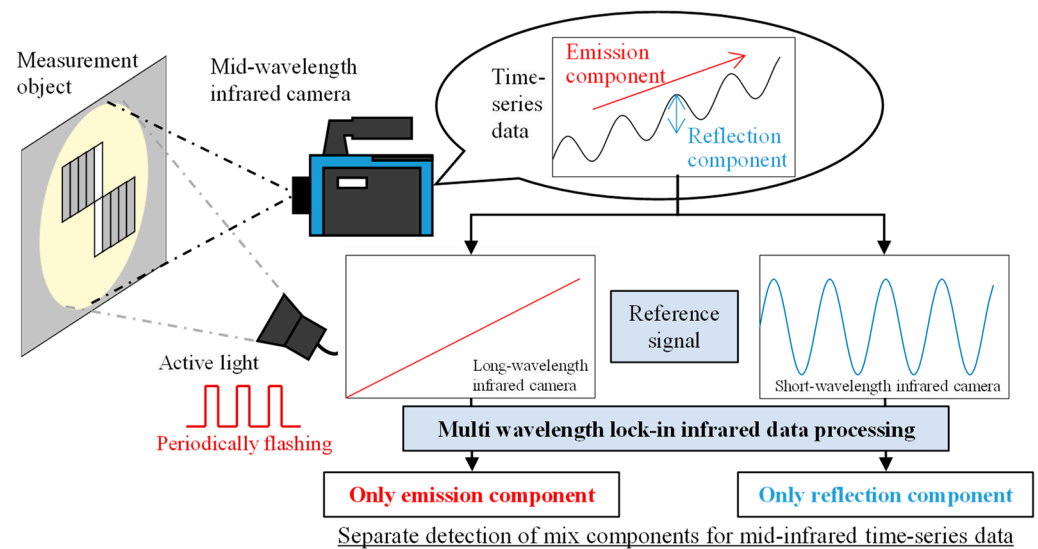 Measurement
object
Mid-wavelength
infrared camera
Time-
series
data
Emission
component
Reflection
component
Active light
Periodically flashing
Long-wavelength
infrared camera
Reference
signal
Short-wavelength infrared camera
Multi wavelength lock-in infrared data processing
Only emission component
Only reflection component
Separate detection of mix components for mid-infrared time-series data